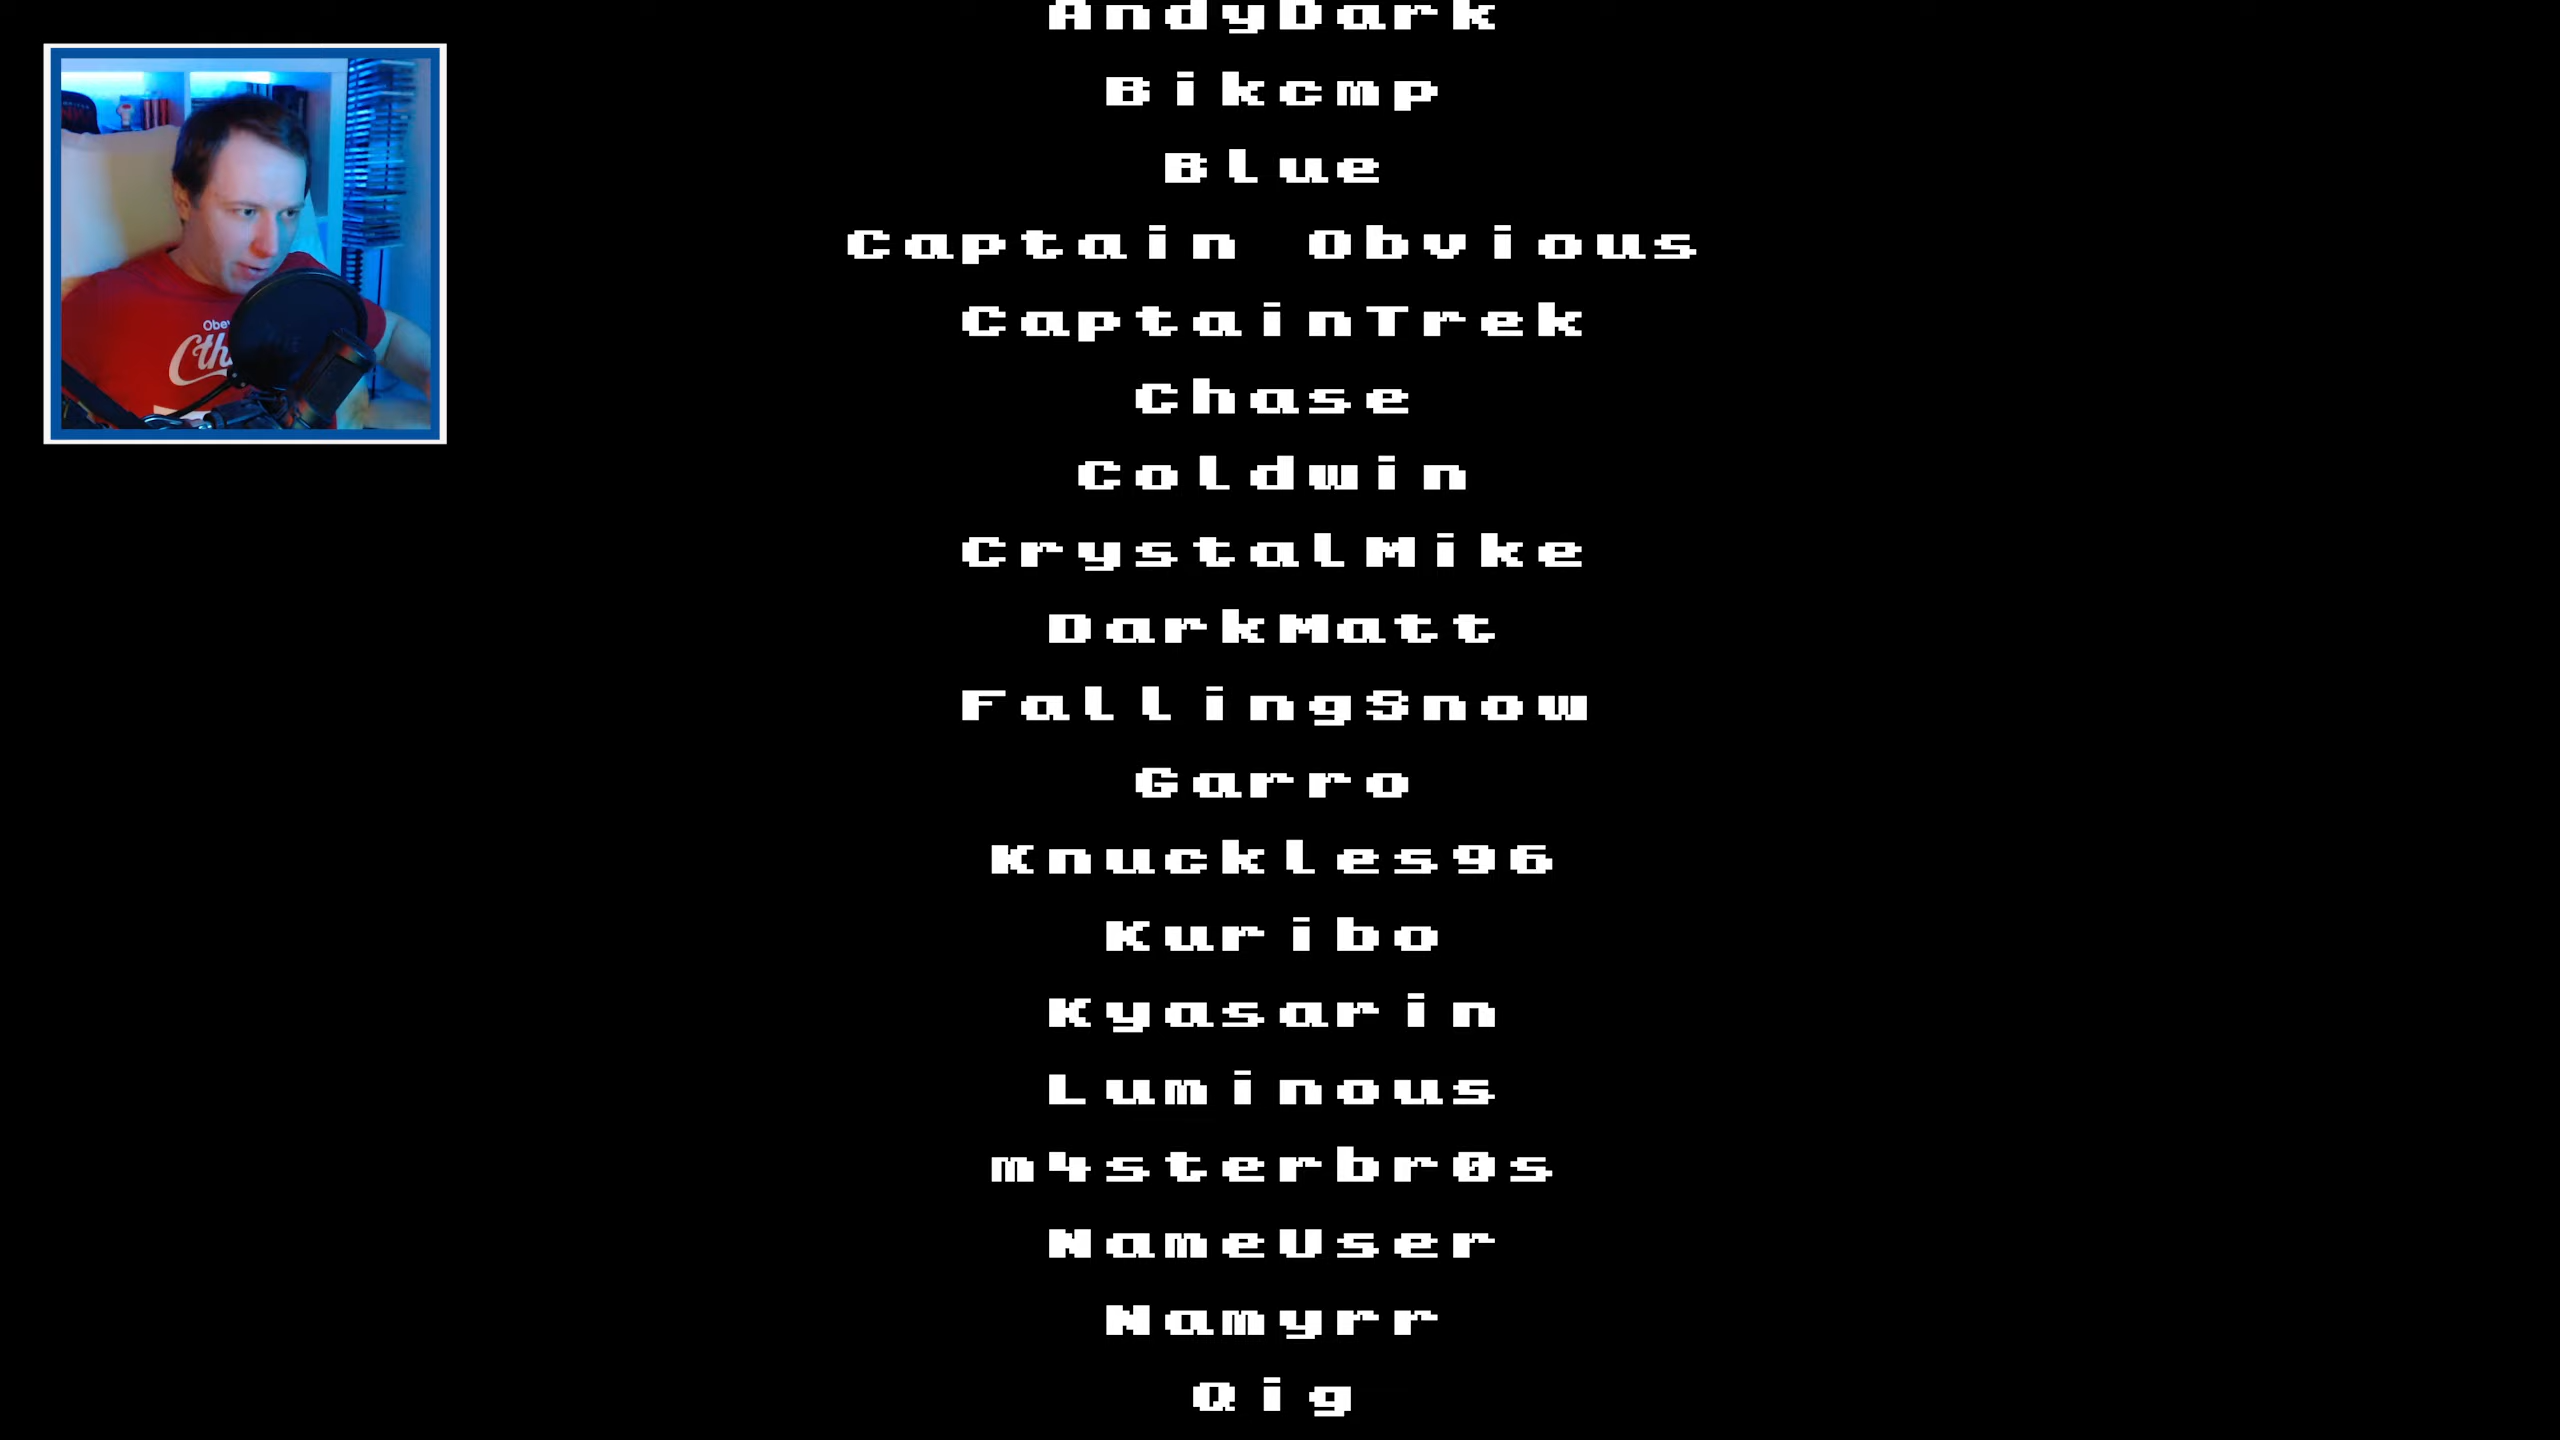 AndyDark
Bikcmp
Blue
Captain Obvious
CaptainTrek
Chase
Coldwin
CrystalMike
DarkMatt
FallingSnow
Garro
Knuckles96
Kuribo
Kyasarin
Luminous
m4sterbr0s
NameUser
Namyrr
Qig